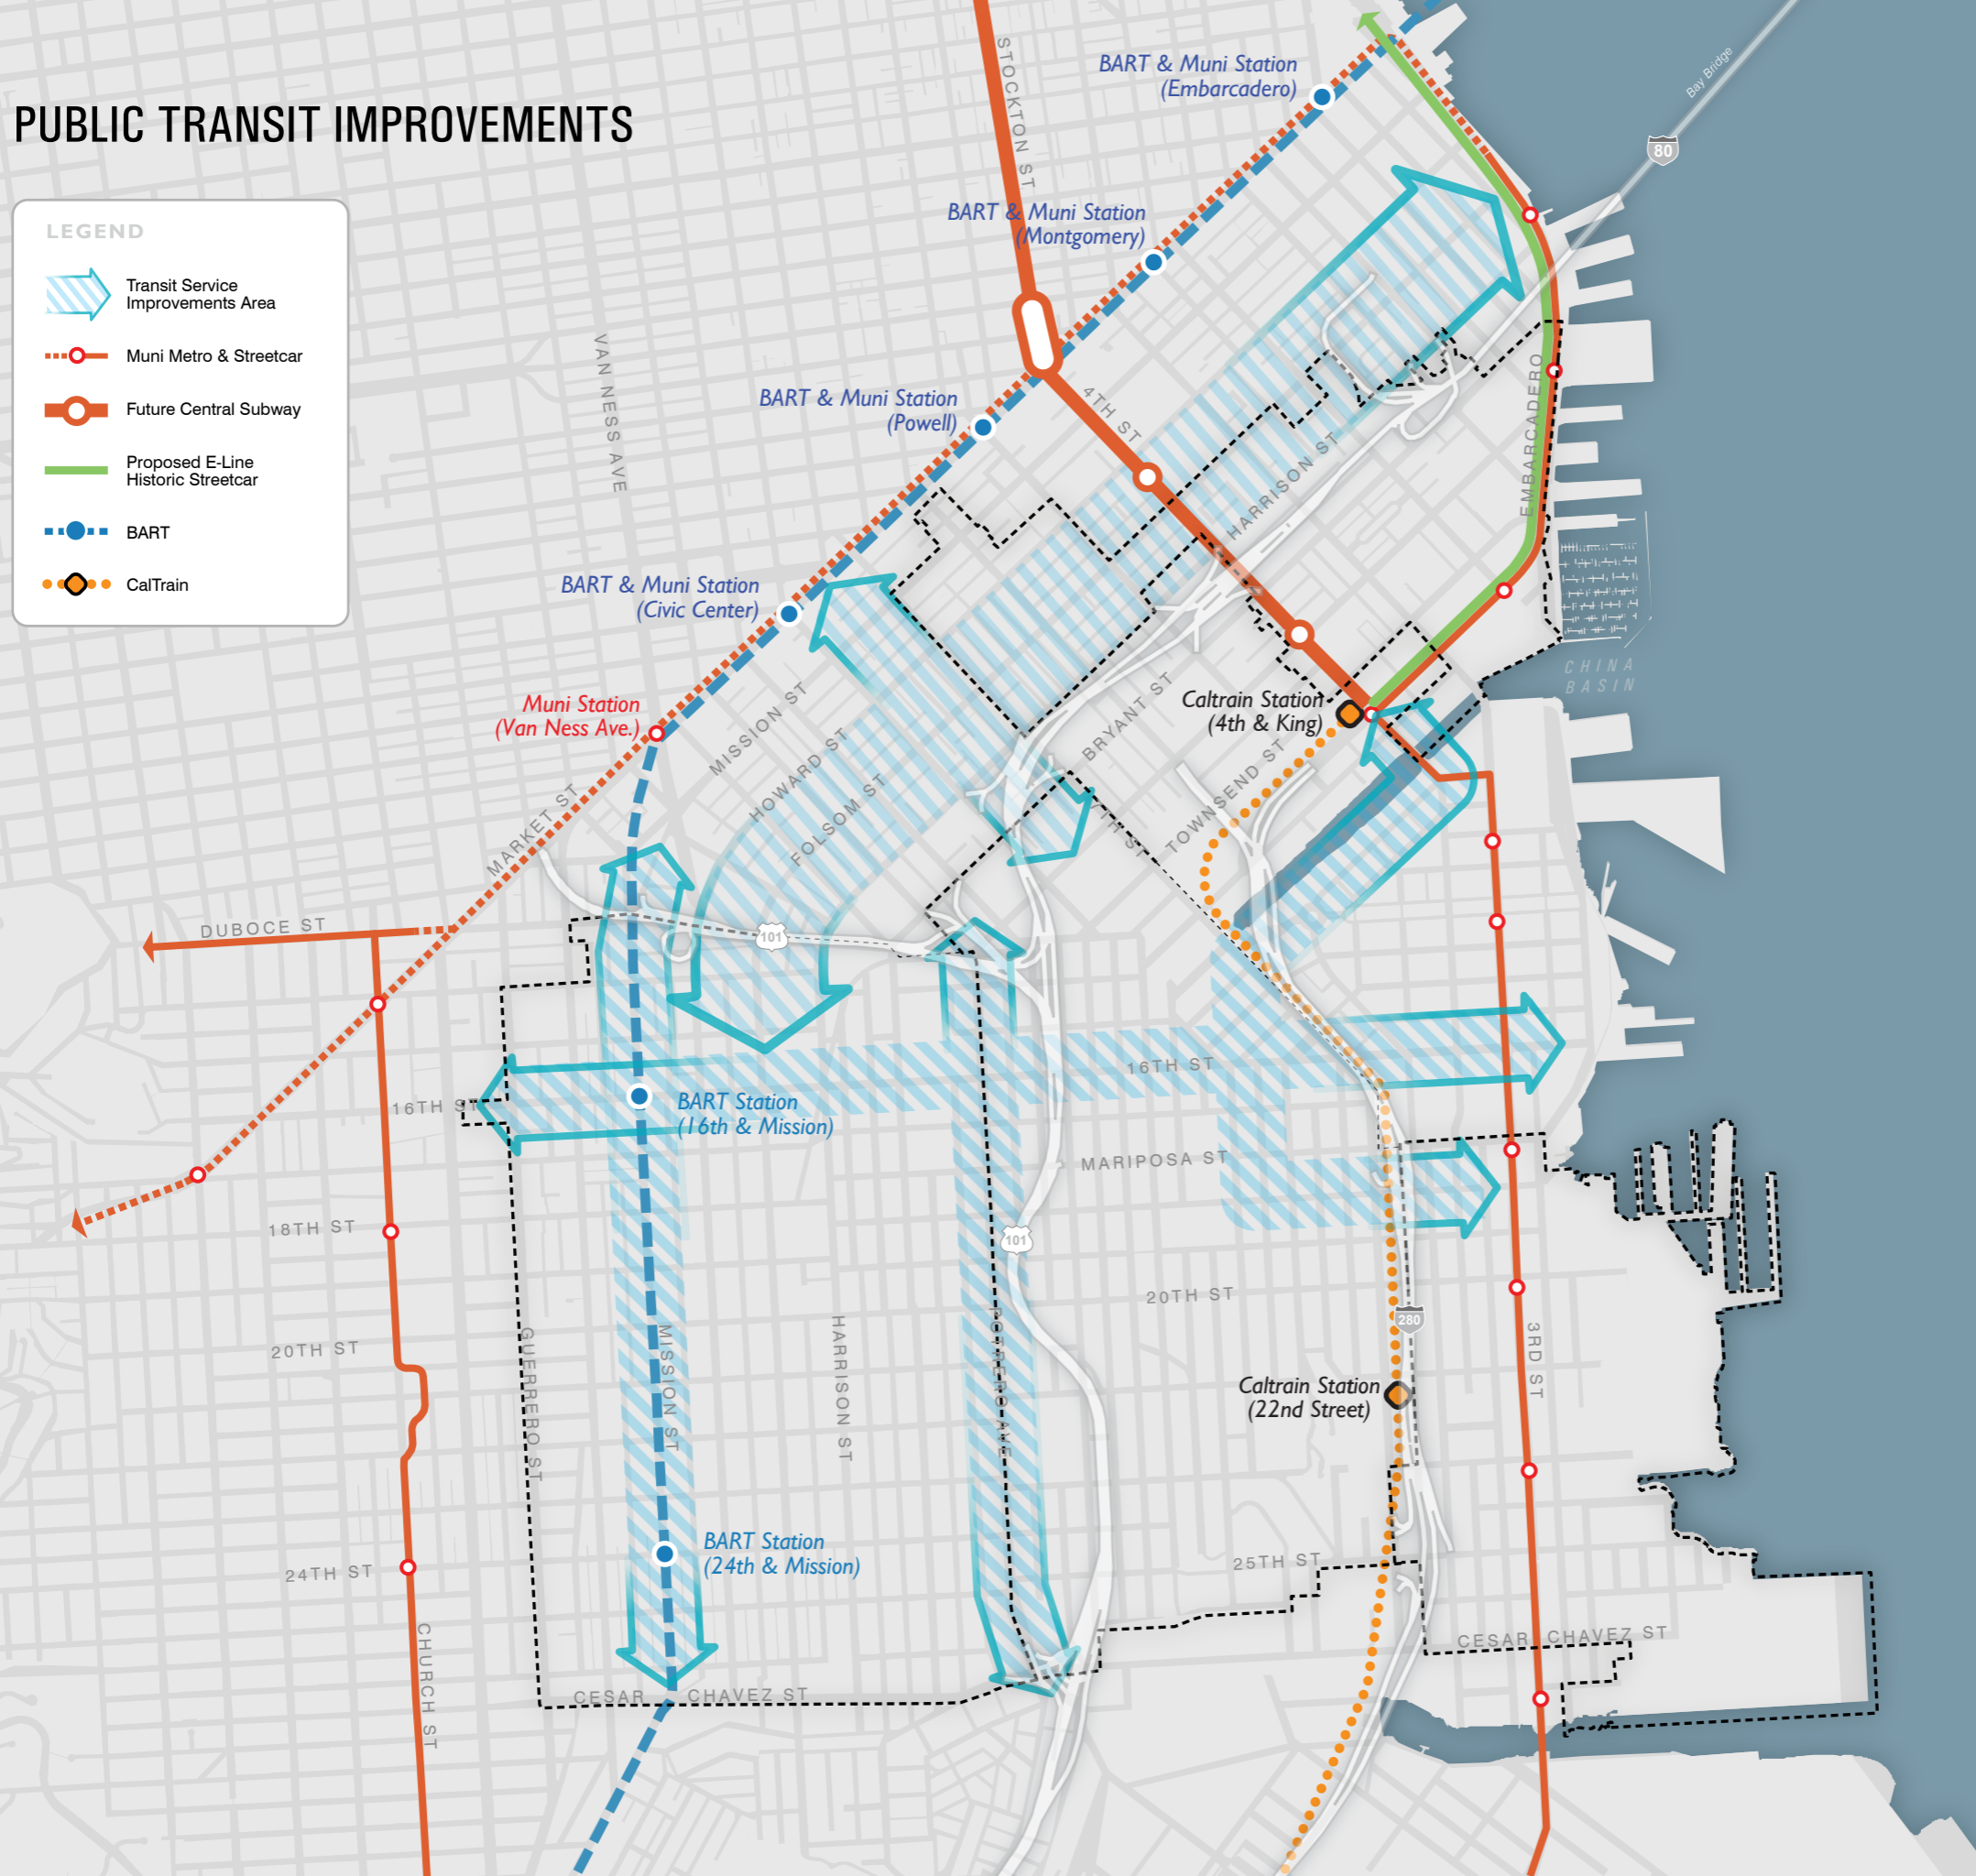 PUBLIC TRANSIT IMPROVEMENTS
LEGEND
Transit Service
Improvements Area
Muni Metro & Streetcar
Future Central Subway
Proposed E-Line
Historic Streetcar
BART
CalTrain
STOCKTON ST
BART & Muni Station
(Embarcadero)
Bay Bridge
80
BART & Muni Station
(Montgomery)
VAN NESS AVE
BART & Muni Station
(Powell)
4TH ST
HARRISON ST
EMBARCADERO
BART & Muni Station
(Civic Center)
CHINA
BASIN
Muni Station
(Van Ness Ave.)
MISSION ST
HOWARD ST
FOLSOM ST
BRYANT ST
TOWNSEND ST
Caltrain Station
(4th & King)
MARKET ST
TH ST
DUBOCE ST
101
16TH ST
16TH ST
BART Station
(16th & Mission)
MARIPOSA ST
18TH ST
101
20TH ST
280
20TH ST
GUERRERO ST
MISSION ST
HARRISON ST
POTRERO AVE
3RD ST
Caltrain Station
(22nd Street)
BART Station
(24th & Mission)
24TH ST
25TH ST
CHURCH ST
CESAR CHAVEZ ST
CESAR CHAVEZ ST